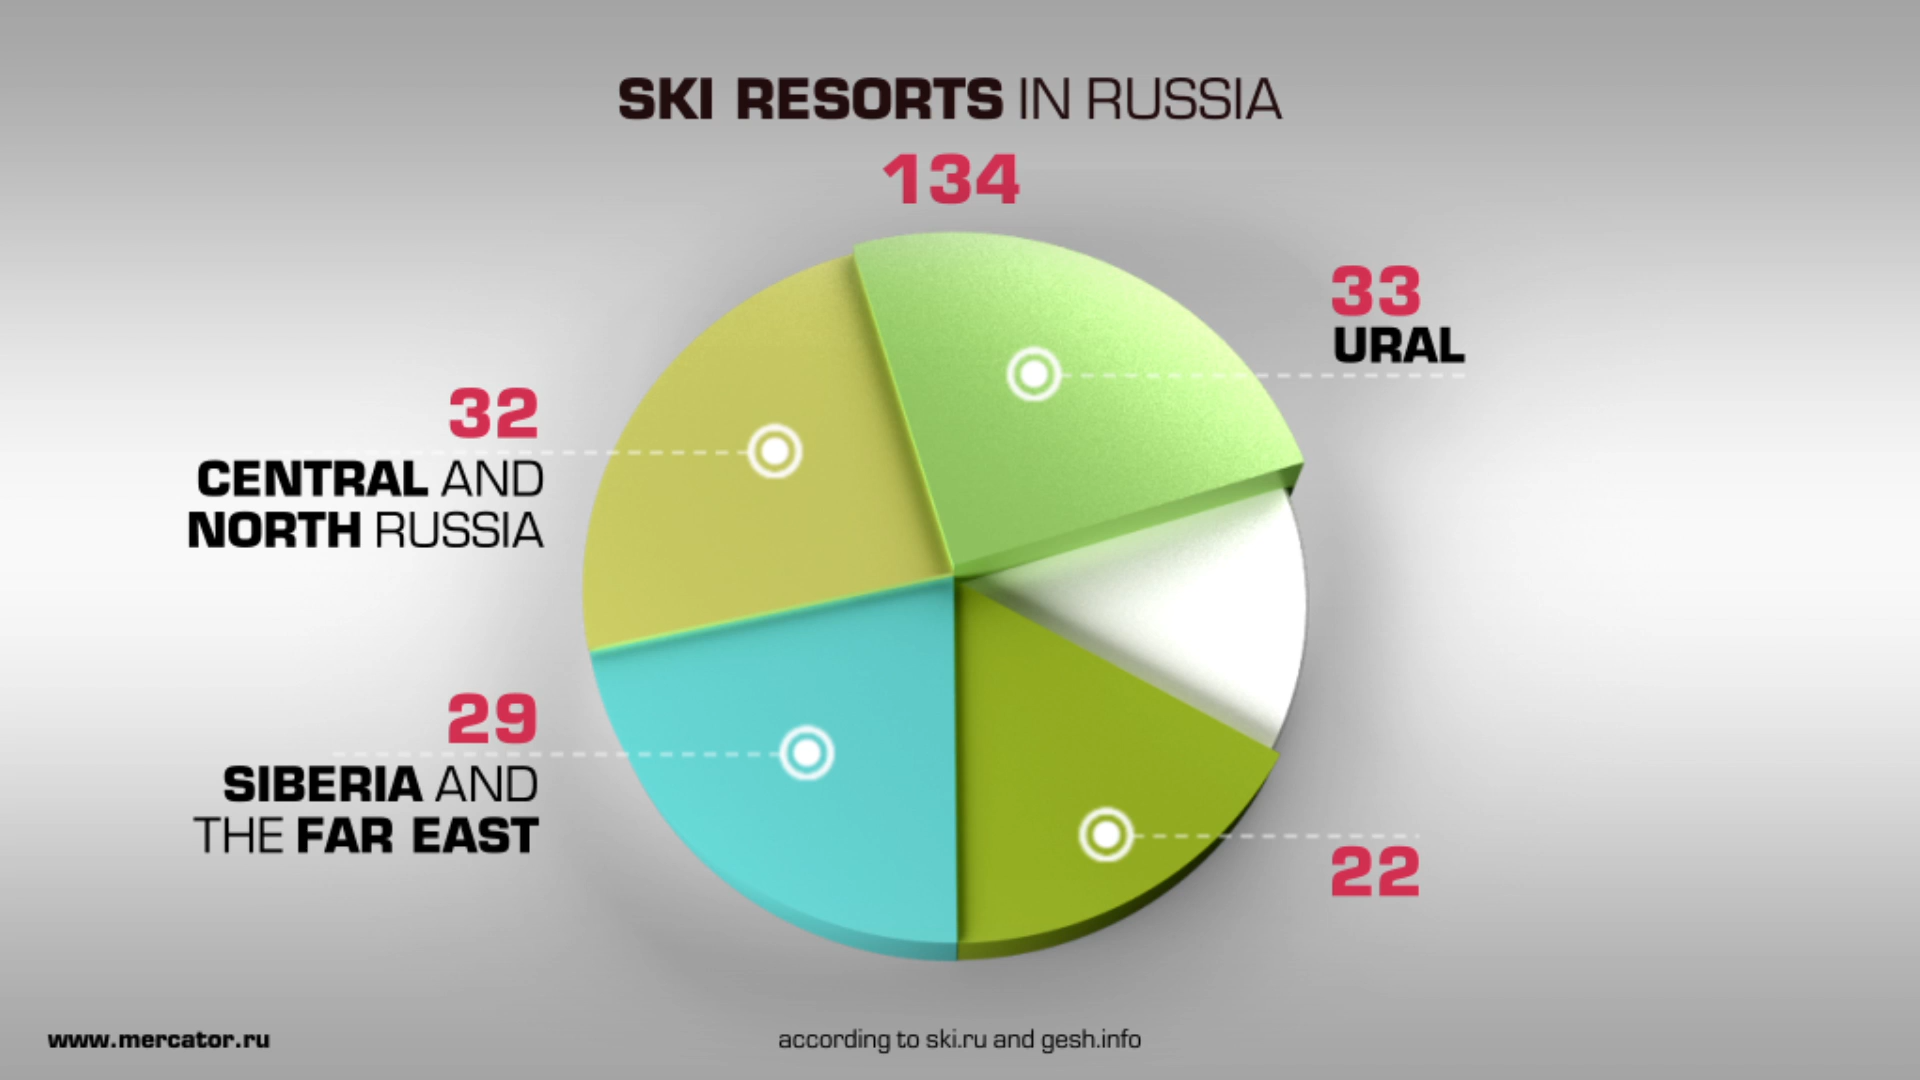 SKI RESORTS IN RUSSIA
134
33
URAL
32
CENTRAL AND
NORTH RUSSIA
29
SIBERIA AND
THE FAR EAST
22
www.mercator.ru
according to ski.ru and gesh.info